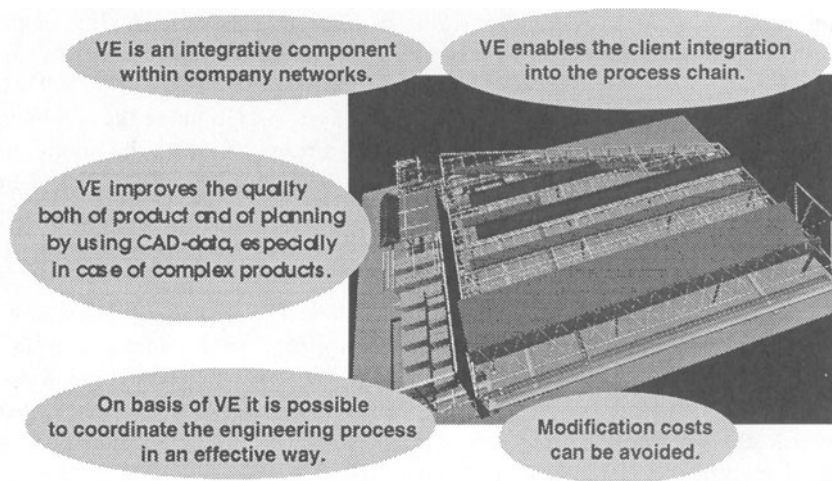 VE is an integrative component
within company networks.
VE enables the client integration
into the process chain.
VE improves the quality
both of product and of planning
by using CAD-data, especially
in case of complex products.
On basis of VE it is possible
to coordinate the engineering process
in an effective way.
Modification costs
can be avoided.